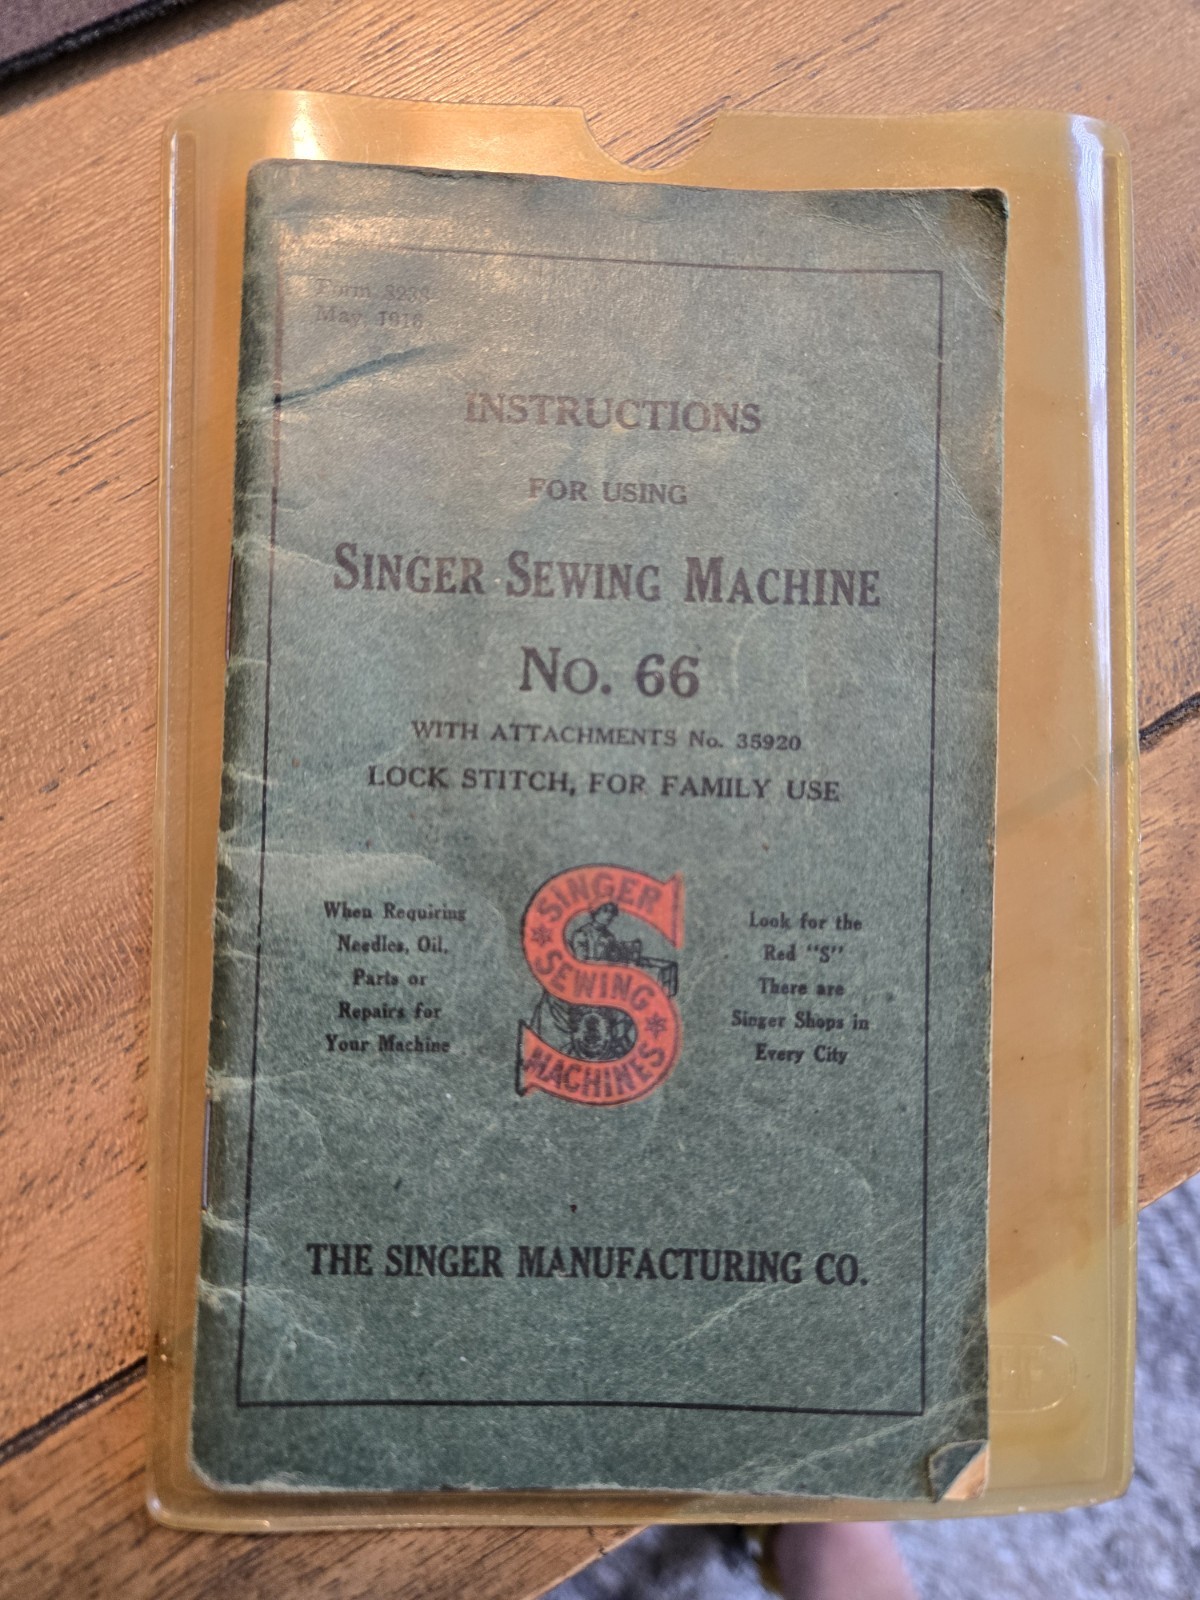 May, 1916
INSTRUCTIONS
FOR USING
SINGER SEWING MACHINE
No. 66
WITH ATTACHMENTS No. 35920
LOCK STITCH, FOR FAMILY USE
When Requiring
Needles, Oil,
Parts or
Repairs for
Your Machine
SINGER
SEWING
MACHINES
Look for the
Red "S"
There are
Singer Shops in
Every City
THE SINGER MANUFACTURING CO.